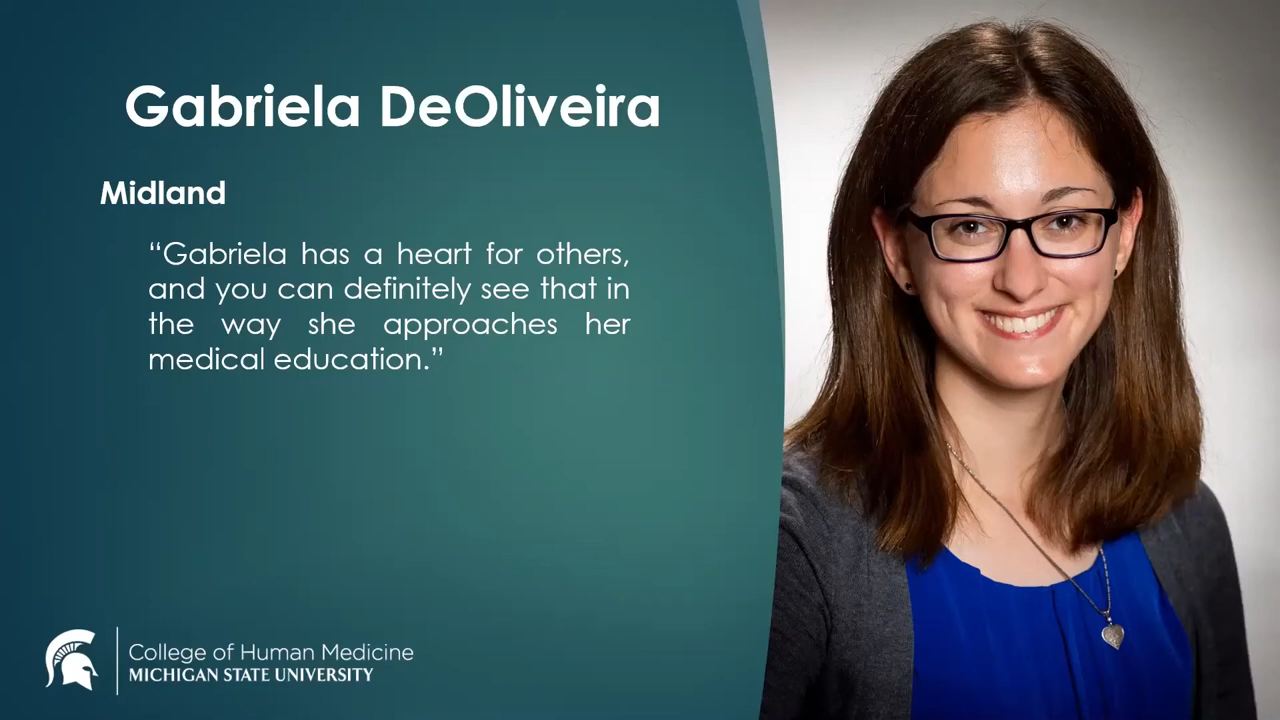 Gabriela DeOliveira
Midland
“Gabriela has a heart for others,
and you can definitely see that in
the way she approaches her
medical education.”
College of Human Medicine
MICHIGAN STATE UNIVERSITY